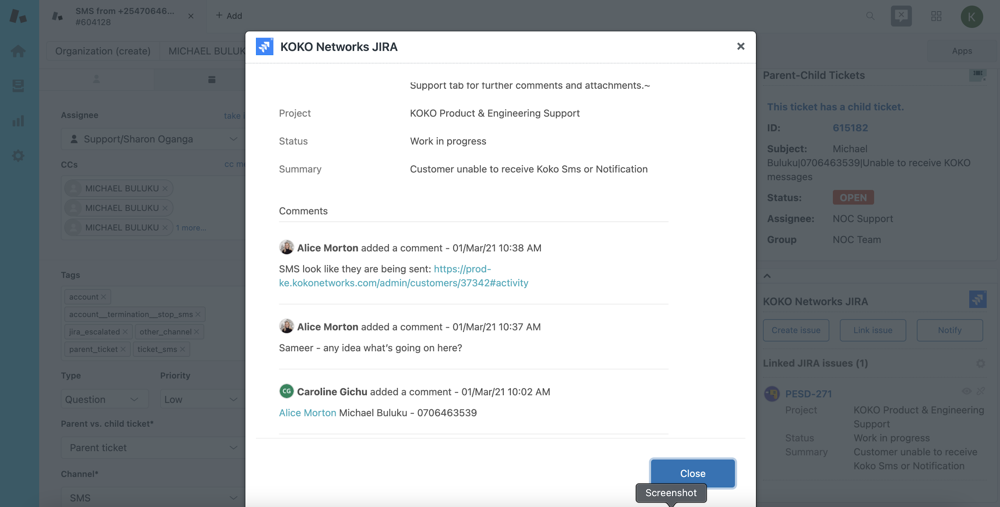 SMS from +25470646...
#604128
+ Add
K
Organization (create)
MICHAEL BULUK
Apps
Assignee
take i
Support/Sharon Oganga
CCs
cc me
MICHAEL BULUKU
MICHAEL BULUKU
MICHAEL BULUKU
1 more...
Tags
account
account__termination__stop_sms
jira_escalated
other_channel
parent_ticket
ticket_sms
Type
Priority
Question
Low
Parent vs. child ticket*
Parent ticket
Channel*
SMS
KOKO Networks JIRA
Support tab for further comments and attachments.~
Project
KOKO Product & Engineering Support
Status
Work in progress
Summary
Customer unable to receive Koko Sms or Notification
Comments
Alice Morton added a comment - 01/Mar/21 10:38 AM
SMS look like they are being sent: https://prod-
ke.kokonetworks.com/admin/customers/37342#activity
Alice Morton added a comment - 01/Mar/21 10:37 AM
Sameer - any idea what's going on here?
CG Caroline Gichu added a comment - 01/Mar/21 10:02 AM
Alice Morton Michael Buluku - 0706463539
Close
Screenshot
Parent-Child Tickets
This ticket has a child ticket.
ID:
615182
Subject:
Michael
Buluku|0706463539|Unable to receive KOKO
messages
Status:
OPEN
Assignee:
NOC Support
Group
NOC Team
KOKO Networks JIRA
Create issue
Link issue
Notify
Linked JIRA issues (1)
PESD-271
Project
KOKO Product & Engineering
Support
Status
Work in progress
Summary
Customer unable to receive
Koko Sms or Notification